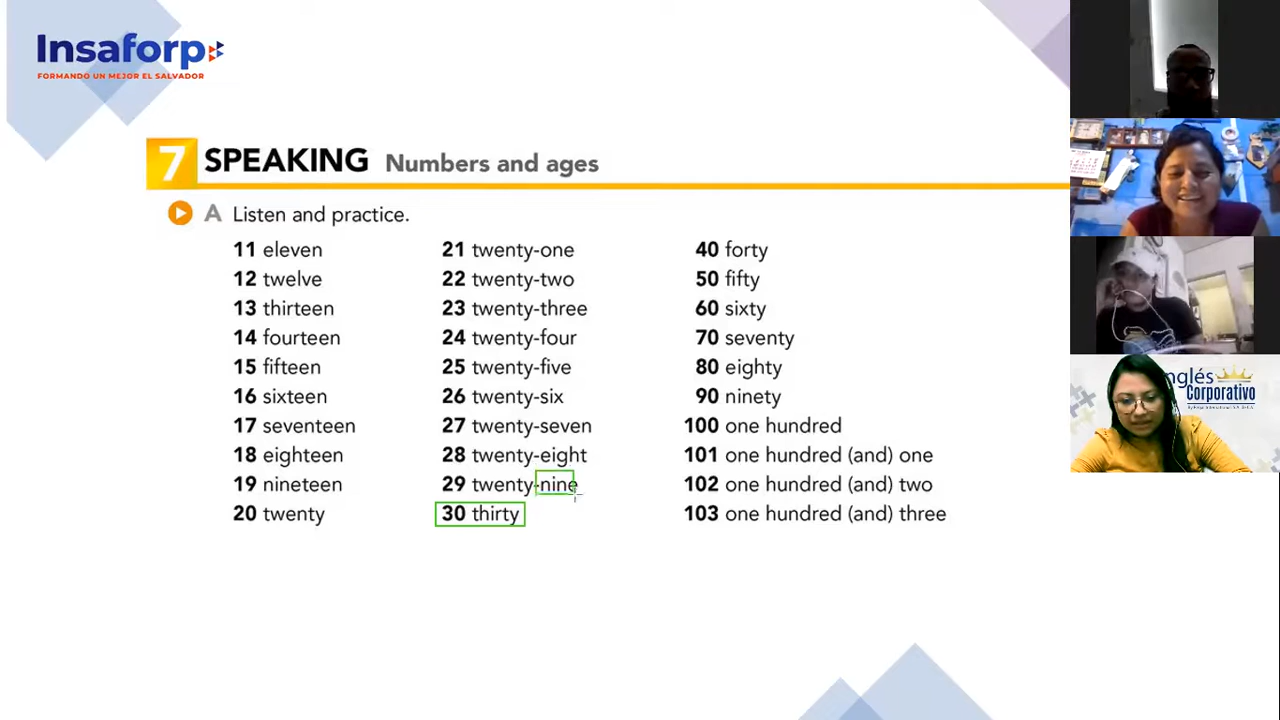 Insaforp
FORMANDO UN MEJOR EL SALVADOR
7 SPEAKING Numbers and ages
A Listen and practice.
11 eleven
12 twelve
13 thirteen
14 fourteen
15 fifteen
16 sixteen
17 seventeen
18 eighteen
19 nineteen
20 twenty
21 twenty-one
22 twenty-two
23 twenty-three
24 twenty-four
25 twenty-five
26 twenty-six
27 twenty-seven
28 twenty-eight
29 twenty-nine
30 thirty
40 forty
50 fifty
60 sixty
70 seventy
80 eighty
90 ninety
100 one hundred
101 one hundred (and) one
102 one hundred (and) two
103 one hundred (and) three
nglés
Corporativo